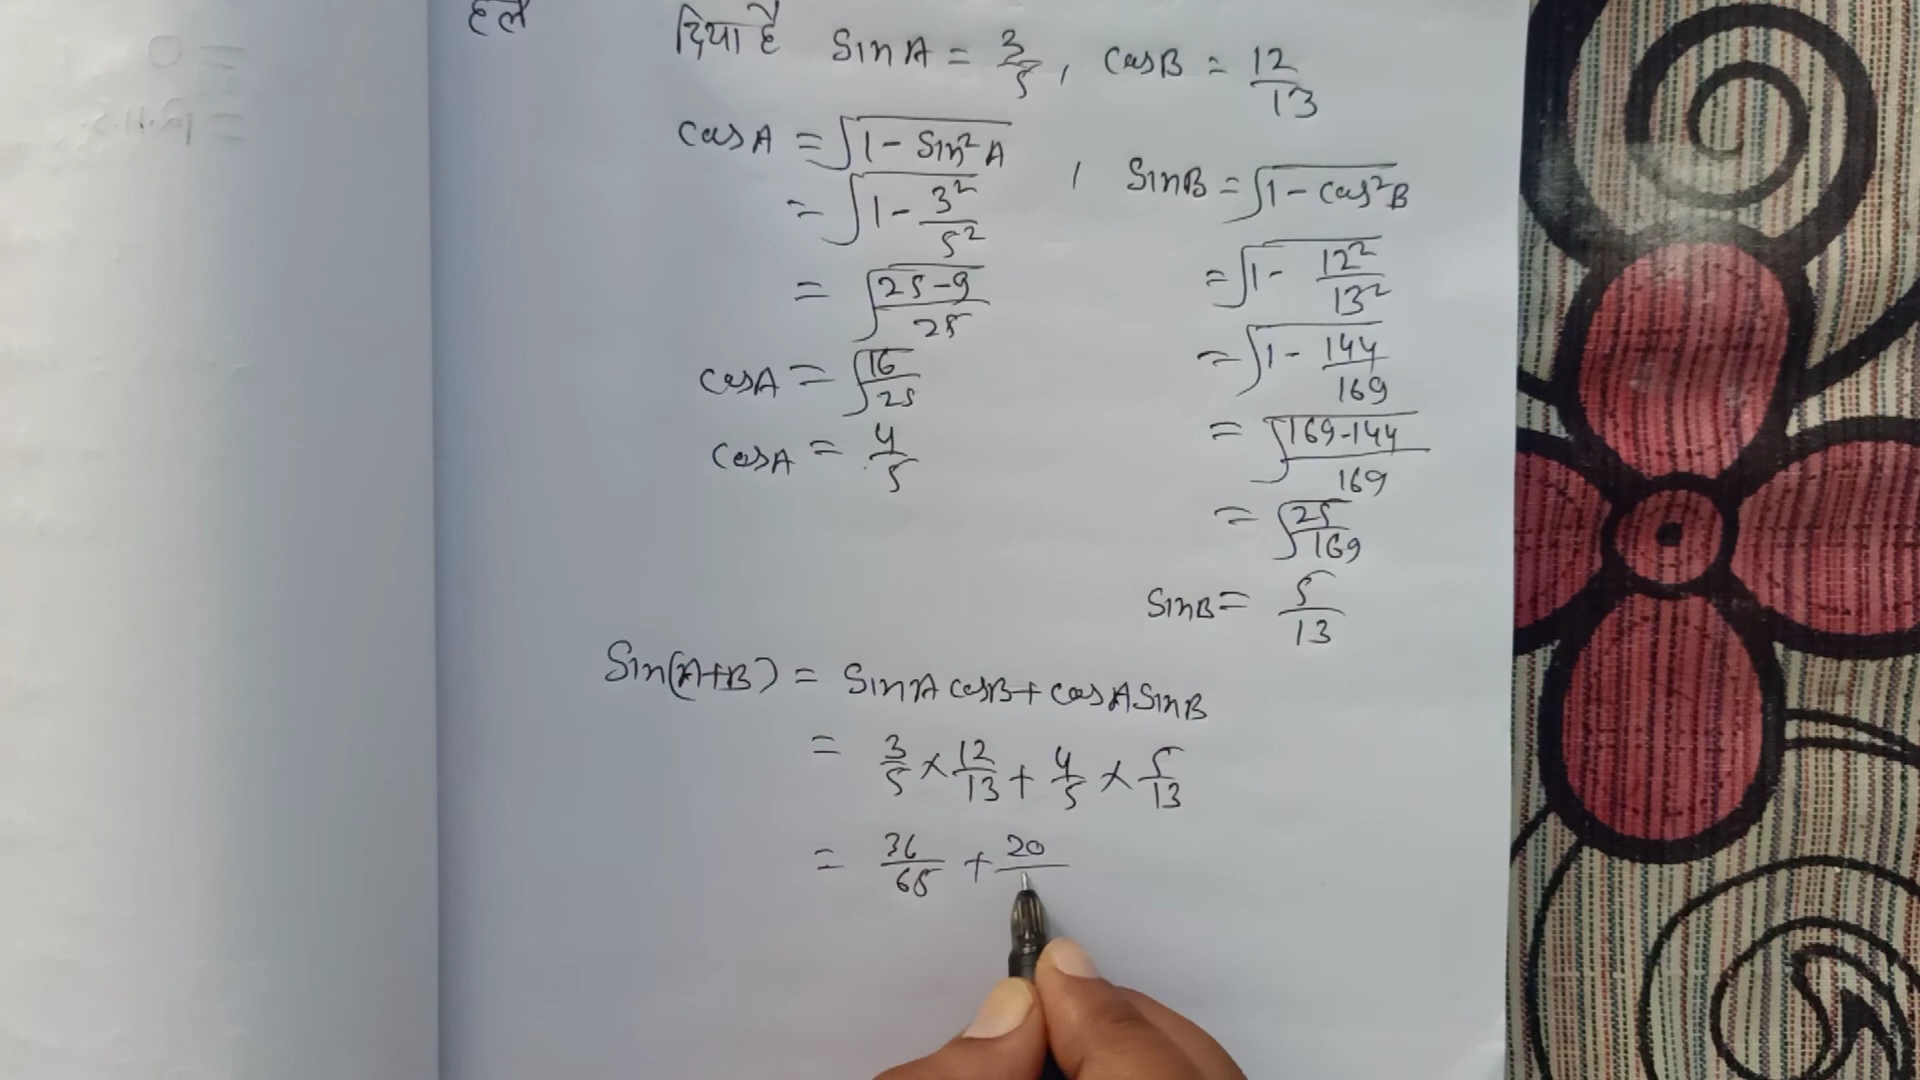 हल दिया है Sin A = 3/5 , cos B = 12/13
cos A = √(1 - Sin² A)
= √(1 - 3²/5²)
= √((25-9)/25)
cos A = √(16/25)
cos A = 4/5
, Sin B = √(1 - cos² B)
= √(1 - 12²/13²)
= √(1 - 144/169)
= √((169-144)/169)
= √(25/169)
Sin B = 5/13
Sin(A+B) = Sin A cos B + cos A Sin B
= 3/5 × 12/13 + 4/5 × 5/13
= 36/65 + 20/